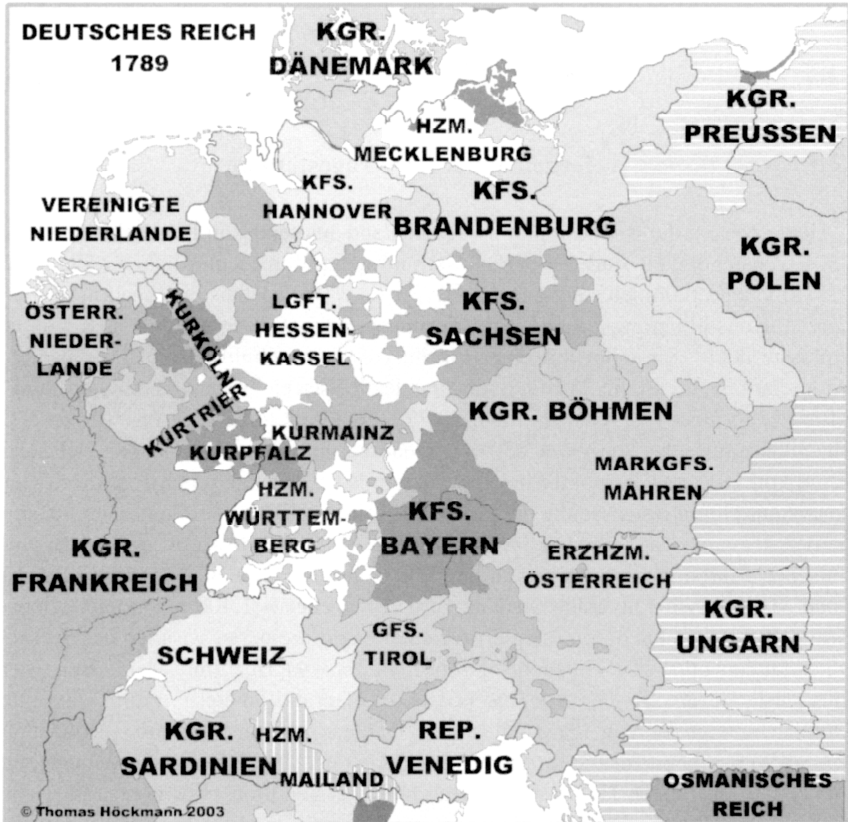 DEUTSCHES REICH
1789
KGR.
DÄNEMARK
HZM.
MECKLENBURG
KGR.
PREUSSEN
KFS.
HANNOVER
KFS.
BRANDENBURG
VEREINIGTE
NIEDERLANDE
KGR.
POLEN
ÖSTERR.
NIEDER-
LANDE
KURKÖLN
LGFT.
HESSEN-
KASSEL
KFS.
SACHSEN
KURTRIER
KURMAINZ
KURPFALZ
KGR. BÖHMEN
MARKGFS.
MÄHREN
HZM.
WÜRTTEM-
BERG
KFS.
BAYERN
ERZHZM.
ÖSTERREICH
KGR.
FRANKREICH
KGR.
UNGARN
SCHWEIZ
GFS.
TIROL
KGR.
SARDINIEN
HZM.
MAILAND
REP.
VENEDIG
OSMANISCHES
REICH
© Thomas Höckmann 2003